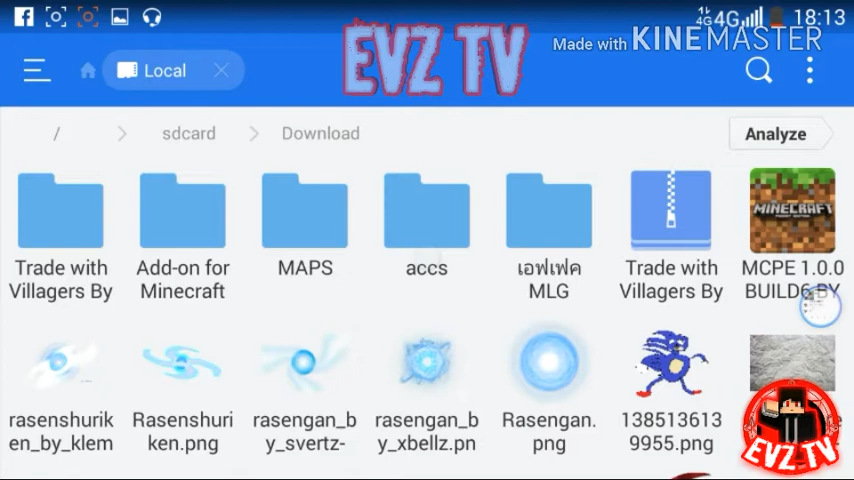 4G 4G 18:13
EVZ TV
Made with KINEMASTER
Local
/ sdcard Download
Analyze
Trade with
Villagers By
Add-on for
Minecraft
MAPS
accs
เอฟเฟค
MLG
Trade with
Villagers By
MINECRAFT
MCPE 1.0.0
BUILD6 BY
rasenshurik
en_by_klem
Rasenshuri
ken.png
rasengan_b
y_svertz-
rasengan_b
y_xbellz.pn
Rasengan.
png
138513613
9955.png
EVZ TV